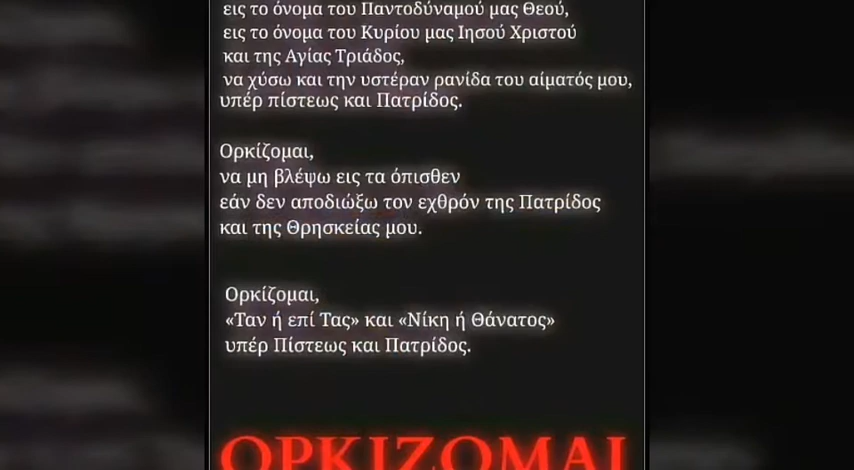 εις το όνομα του Παντοδύναμού μας Θεού,
εις το όνομα του Κυρίου μας Ιησού Χριστού
και της Αγίας Τριάδος,
να χύσω και την υστέραν ρανίδα του αίματός μου,
υπέρ πίστεως και Πατρίδος.
Ορκίζομαι,
να μη βλέψω εις τα όπισθεν
εάν δεν αποδιώξω τον εχθρόν της Πατρίδος
και της Θρησκείας μου.
Ορκίζομαι,
«Ταν ή επί Τας» και «Νίκη ή Θάνατος»
υπέρ Πίστεως και Πατρίδος.
ΟΡΚΙΖΟΜΑΙ